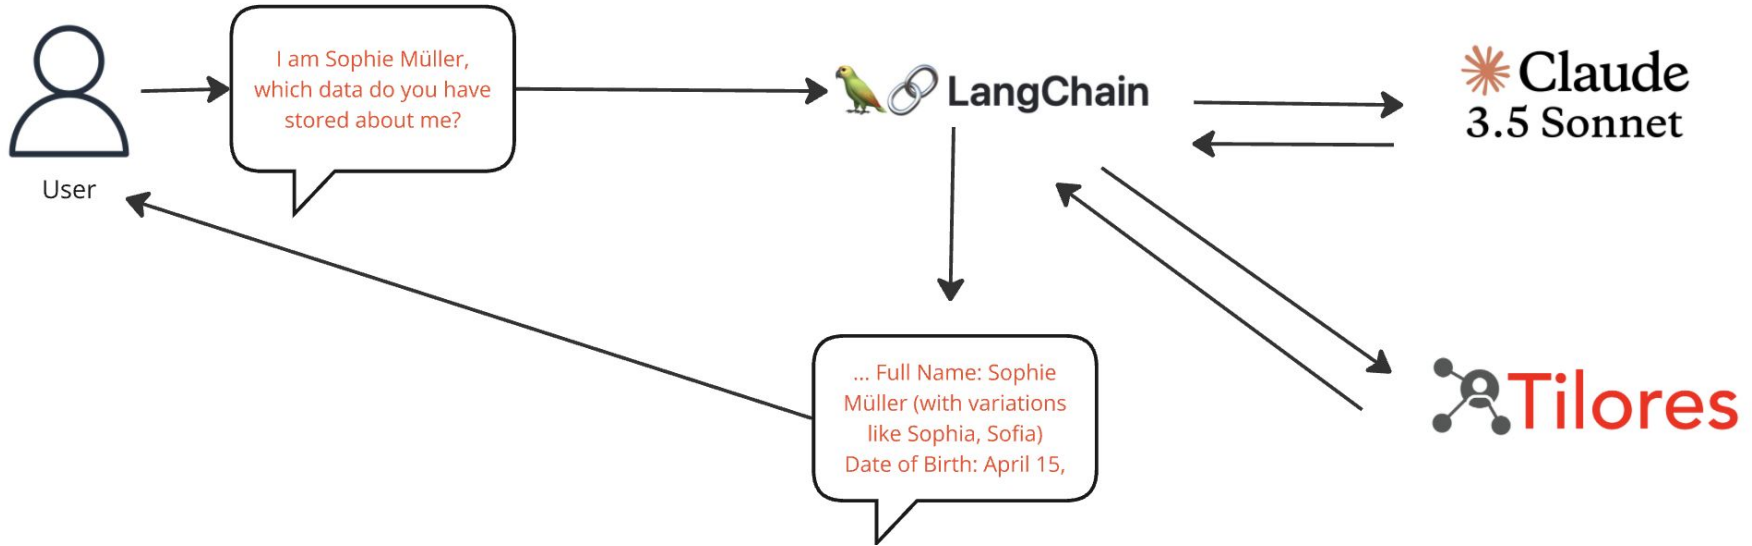 I am Sophie Müller,
which data do you have
stored about me?
User
LangChain
Claude
3.5 Sonnet
... Full Name: Sophie
Müller (with variations
like Sophia, Sofia)
Date of Birth: April 15,
Tilores